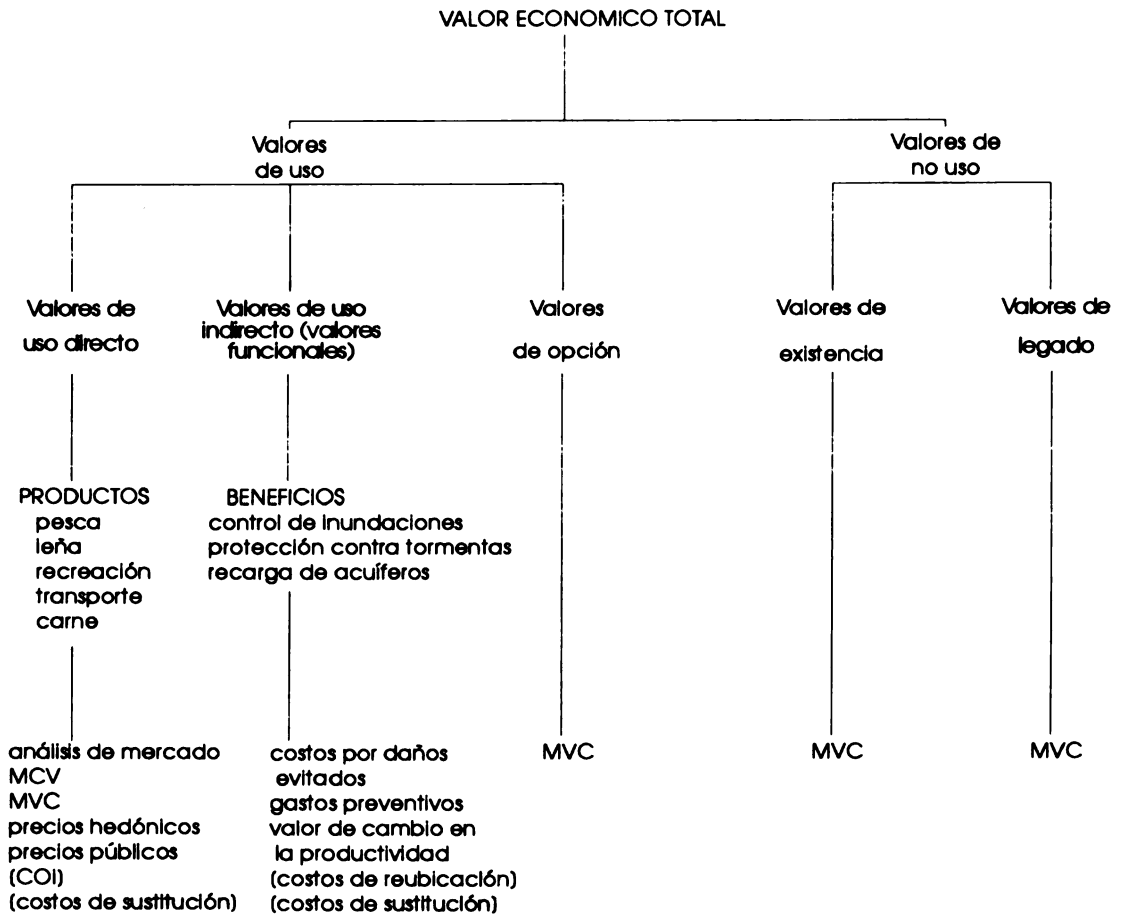 VALOR ECONOMICO TOTAL
Valores
de uso
Valores de
no uso
Valores de
uso directo
Valores de uso
indirecto (valores
funcionales)
Valores
de opción
Valores de
existencia
Valores de
legado
PRODUCTOS
pesca
leña
recreación
transporte
carne
BENEFICIOS
control de inundaciones
protección contra tormentas
recarga de acuíferos
análisis de mercado
MCV
MVC
precios hedónicos
precios públicos
(COI)
(costos de sustitución)
costos por daños
evitados
gastos preventivos
valor de cambio en
la productividad
(costos de reubicación)
(costos de sustitución)
MVC
MVC
MVC